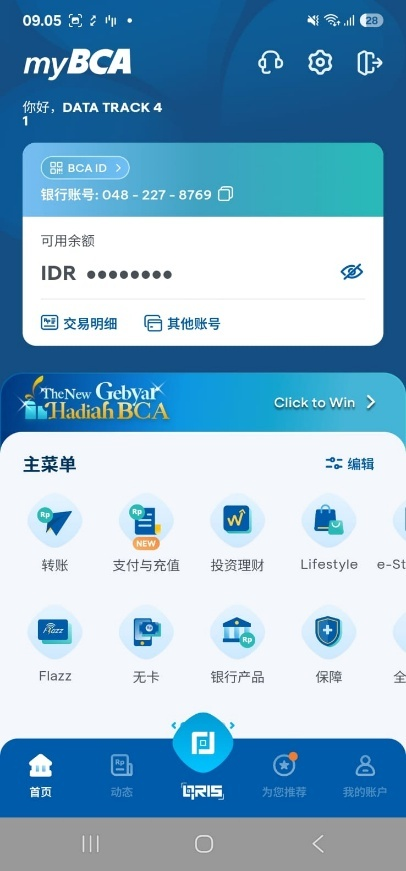 09.05
28
myBCA
你好，DATA TRACK 4
1
BCA ID
银行账号: 048 - 227 - 8769
可用余额
IDR ●●●●●●●●
交易明细
其他账号
The New Gebyar
Hadiah BCA
Click to Win
主菜单
编辑
Rp
Rp
NEW
转账
支付与充值
投资理财
Lifestyle
e-St
Flazz
Rp
Flazz
无卡
银行产品
保障
全
Rp
首页
动态
QRIS
为您推荐
我的账户